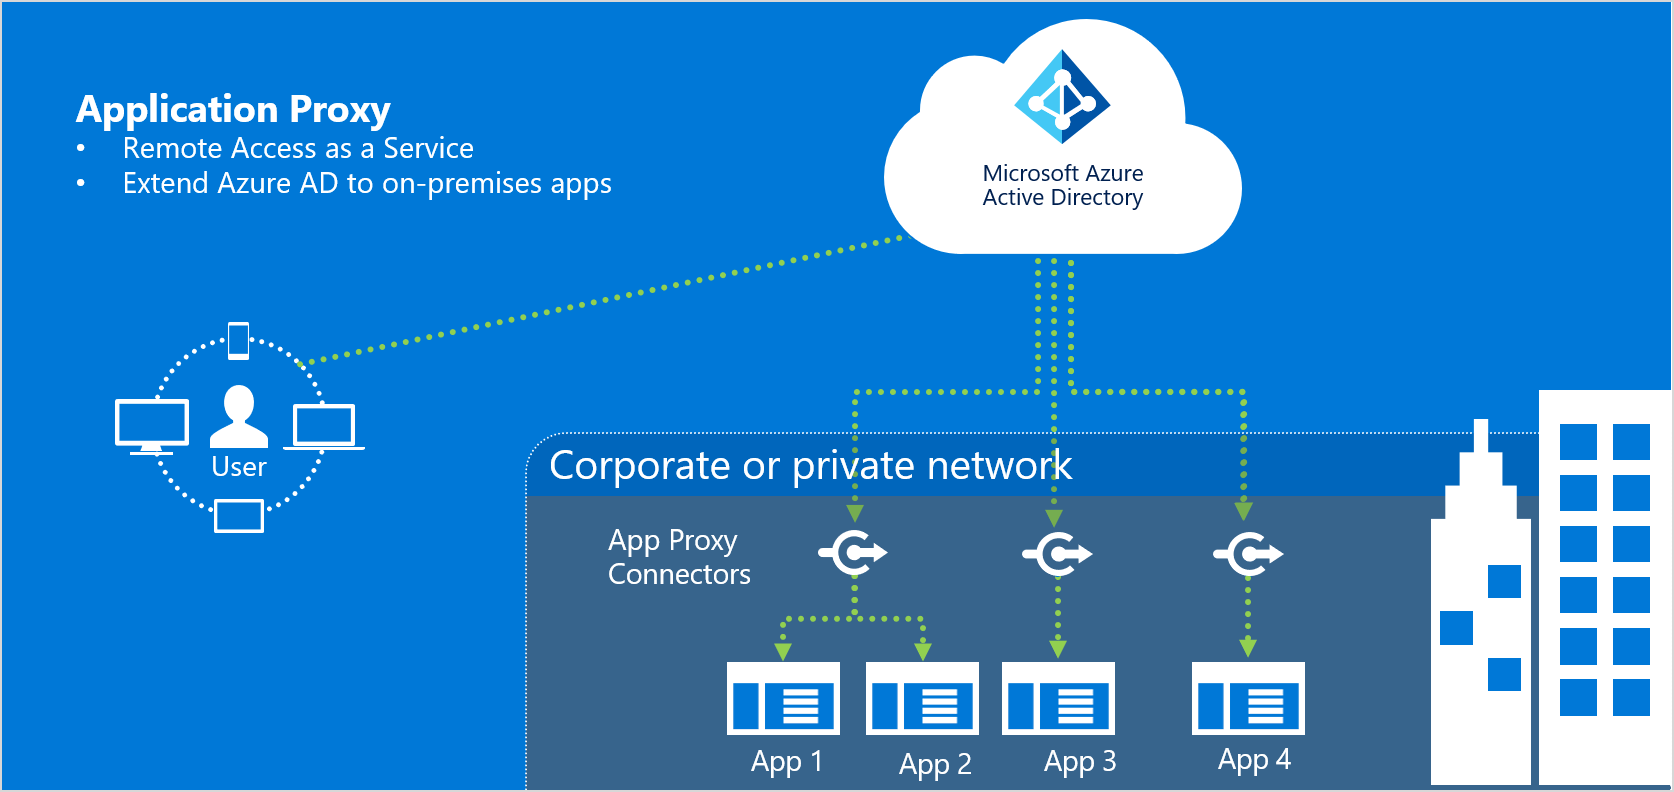 Application Proxy
• Remote Access as a Service
• Extend Azure AD to on-premises apps
Microsoft Azure
Active Directory
User
Corporate or private network
App Proxy
Connectors
App 1
App 2
App 3
App 4